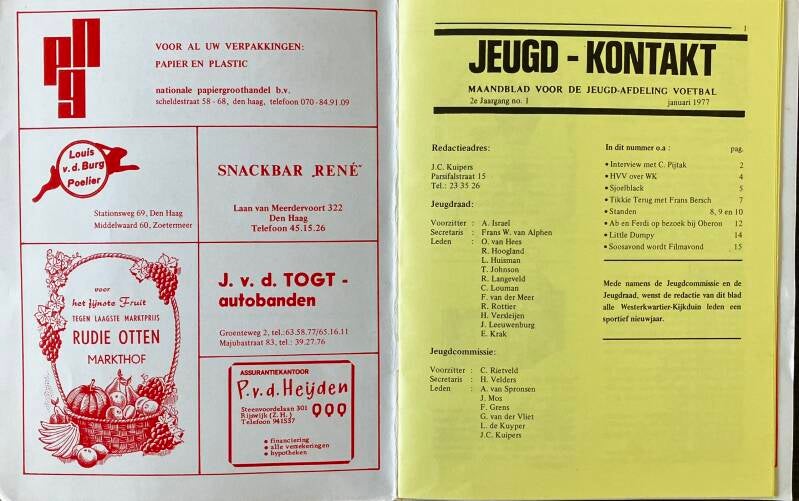 png
VOOR AL UW VERPAKKINGEN:
PAPIER EN PLASTIC
nationale papiergroothandel b.v.
scheldestraat 58 - 68, den haag, telefoon 070 - 84.91.09
Louis
v.d. Burg
Poelier
Stationsweg 69, Den Haag
Middelwaard 60, Zoetermeer
SNACKBAR „RENÉ”
Laan van Meerdervoort 322
Den Haag
Telefoon 45.15.26
voor
het fijnste Fruit
TEGEN LAAGSTE MARKTPRIJS
RUDIE OTTEN
MARKTHOF
J. v. d. TOGT -
autobanden
Groenteweg 2, tel.:63.58.77/65.16.11
Majubastraat 83, tel.: 39.27.76
ASSURANTIEKANTOOR
P.v.d.Heijden
Steenvoordelaan 301
Rijswijk (Z.H.)
Telefoon 941537
• financiering
• alle verzekeringen
• hypotheken
1
JEUGD - KONTAKT
MAANDBLAD VOOR DE JEUGD-AFDELING VOETBAL
2e Jaargang no. 1 januari 1977
Redactieadres:
J.C. Kuipers
Parsifalstraat 15
Tel.: 23 35 26
Jeugdraad:
Voorzitter : A. Israel
Secretaris : Frans W. van Alphen
Leden : O. van Hees
R. Hoogland
L. Huisman
T. Johnson
R. Langeveld
C. Louman
F. van der Meer
R. Rottier
H. Versleijen
J. Leeuwenburg
E. Krak
Jeugdcommissie:
Voorzitter : C. Rietveld
Secretaris : H. Velders
Leden : A. van Spronsen
J. Mos
F. Grens
G. van der Vliet
L. de Kuyper
J.C. Kuipers
In dit nummer o.a : pag.
• Interview met C. Pijtak 2
• HVV over WK 4
• Sjoelblack 5
• Tikkie Terug met Frans Bersch 7
• Standen 8, 9 en 10
• Ab en Ferdi op bezoek bij Oberon 12
• Little Dumpy 14
• Soosavond wordt Filmavond 15
Mede namens de Jeugdcommissie en de
Jeugdraad, wenst de redactie van dit blad
alle Westerkwartier-Kijkduin leden een
sportief nieuwjaar.